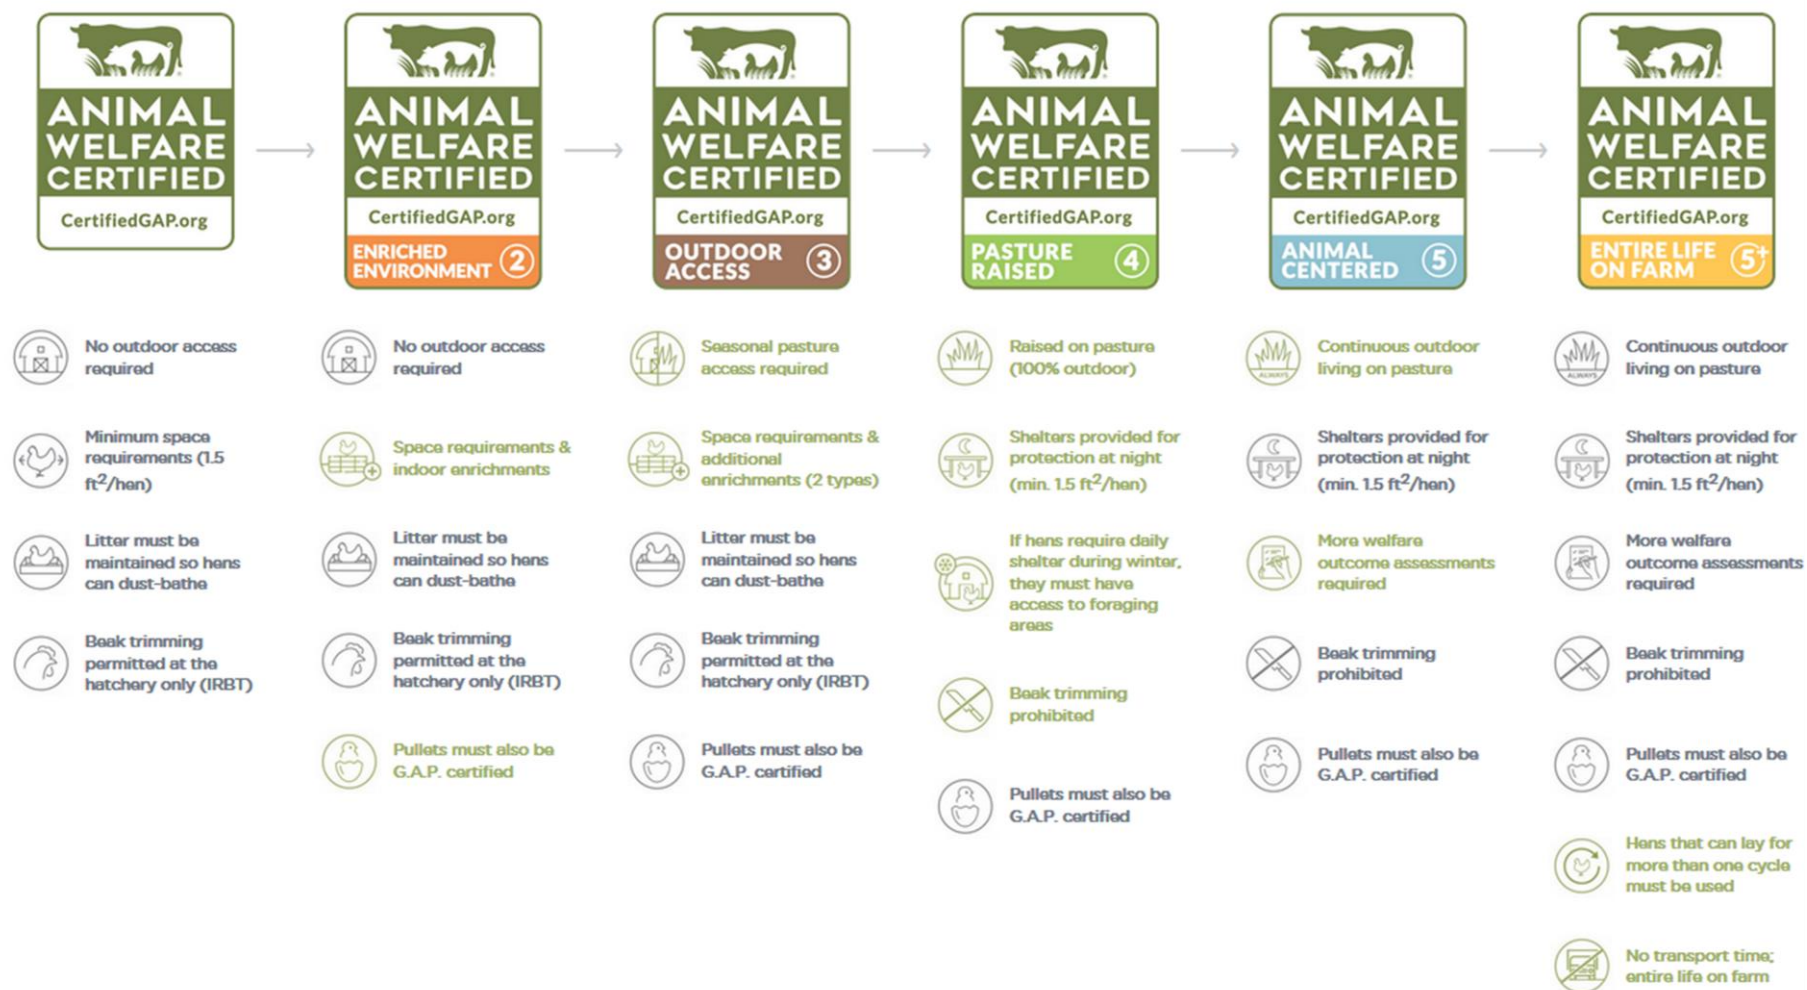 ANIMAL
WELFARE
CERTIFIED
CertifiedGAP.org
No outdoor access
required
Minimum space
requirements (1.5
ft²/hen)
Litter must be
maintained so hens
can dust-bathe
Beak trimming
permitted at the
hatchery only (IRBT)
ANIMAL
WELFARE
CERTIFIED
CertifiedGAP.org
ENRICHED
ENVIRONMENT 2
No outdoor access
required
Space requirements &
indoor enrichments
Litter must be
maintained so hens
can dust-bathe
Beak trimming
permitted at the
hatchery only (IRBT)
Pullets must also be
G.A.P. certified
ANIMAL
WELFARE
CERTIFIED
CertifiedGAP.org
OUTDOOR
ACCESS 3
Seasonal pasture
access required
Space requirements &
additional
enrichments (2 types)
Litter must be
maintained so hens
can dust-bathe
Beak trimming
permitted at the
hatchery only (IRBT)
Pullets must also be
G.A.P. certified
ANIMAL
WELFARE
CERTIFIED
CertifiedGAP.org
PASTURE
RAISED 4
Raised on pasture
(100% outdoor)
Shelters provided for
protection at night
(min. 1.5 ft²/hen)
If hens require daily
shelter during winter,
they must have
access to foraging
areas
Beak trimming
prohibited
Pullets must also be
G.A.P. certified
ANIMAL
WELFARE
CERTIFIED
CertifiedGAP.org
ANIMAL
CENTERED 5
ALWAYS
Continuous outdoor
living on pasture
Shelters provided for
protection at night
(min. 1.5 ft²/hen)
More welfare
outcome assessments
required
Beak trimming
prohibited
Pullets must also be
G.A.P. certified
ANIMAL
WELFARE
CERTIFIED
CertifiedGAP.org
ENTIRE LIFE
ON FARM 5+
ALWAYS
Continuous outdoor
living on pasture
Shelters provided for
protection at night
(min. 1.5 ft²/hen)
More welfare
outcome assessments
required
Beak trimming
prohibited
Pullets must also be
G.A.P. certified
Hens that can lay for
more than one cycle
must be used
No transport time;
entire life on farm